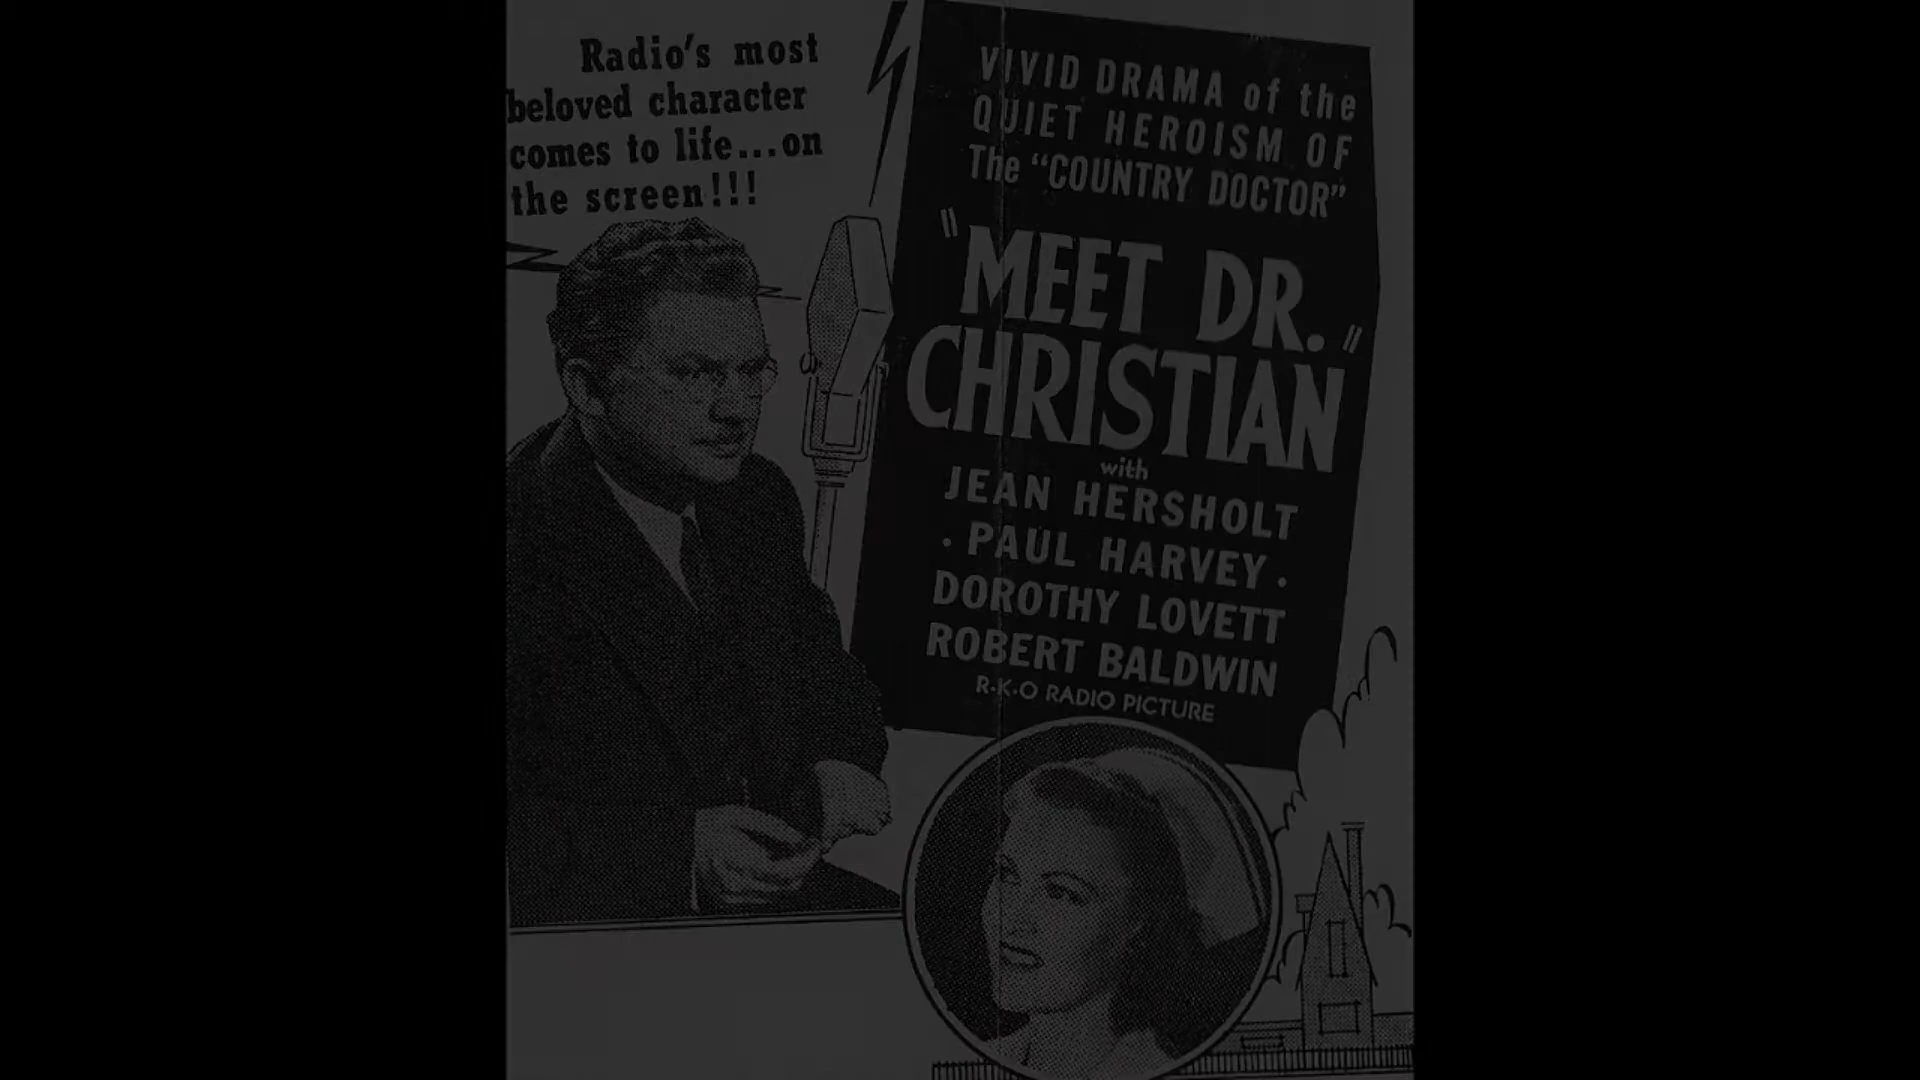 Radio's most
beloved character
comes to life...on
the screen!!!
VIVID DRAMA of the
QUIET HEROISM OF
The "COUNTRY DOCTOR"
"MEET DR.
CHRISTIAN"
with
JEAN HERSHOLT
. PAUL HARVEY .
DOROTHY LOVETT
ROBERT BALDWIN
R·K·O RADIO PICTURE